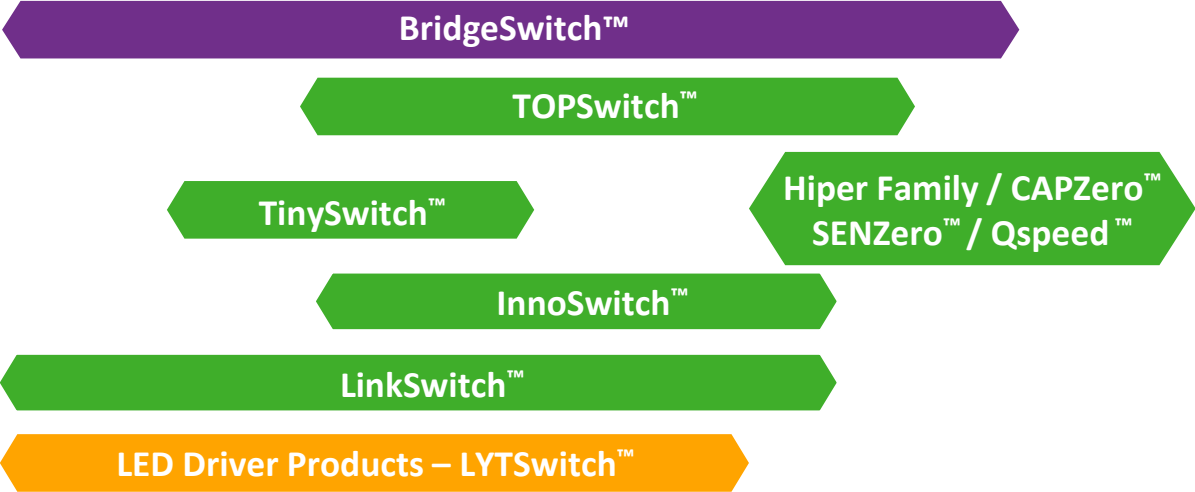 BridgeSwitch™
TOPSwitch™
Hiper Family / CAPZero™
SENZero™ / Qspeed™
TinySwitch™
InnoSwitch™
LinkSwitch™
LED Driver Products – LYTSwitch™